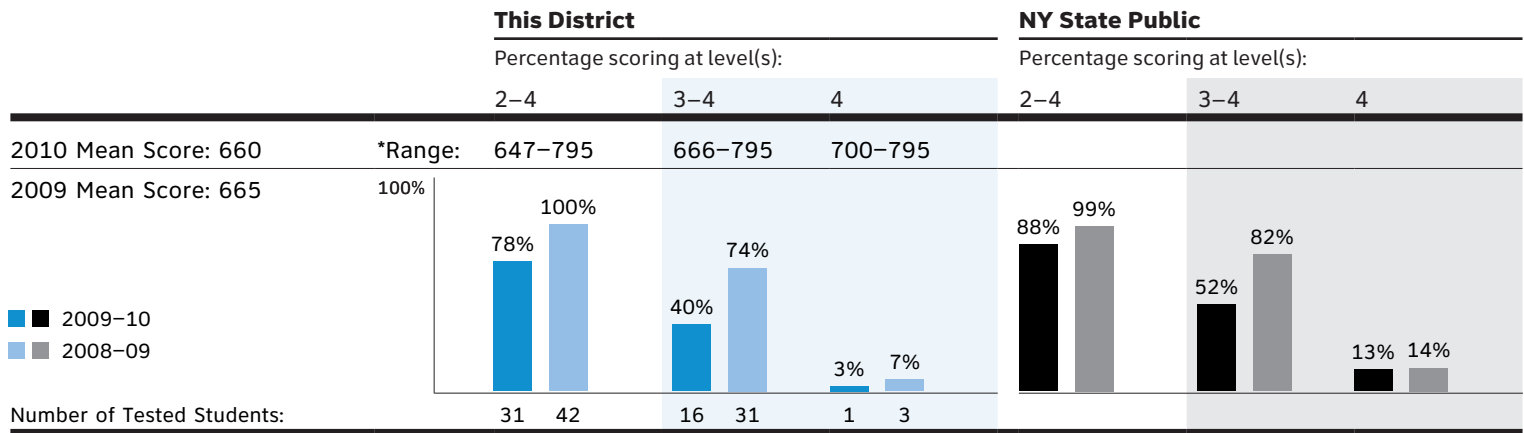 This District NY State Public
Percentage scoring at level(s): Percentage scoring at level(s):
2–4 3–4 4 2–4 3–4 4
2010 Mean Score: 660 *Range: 647–795 666–795 700–795
2009 Mean Score: 665 100%
100% 99%
78% 88%
74% 82%
40% 52%
3% 7% 13% 14%
2009–10
2008–09
Number of Tested Students: 31 42 16 31 1 3